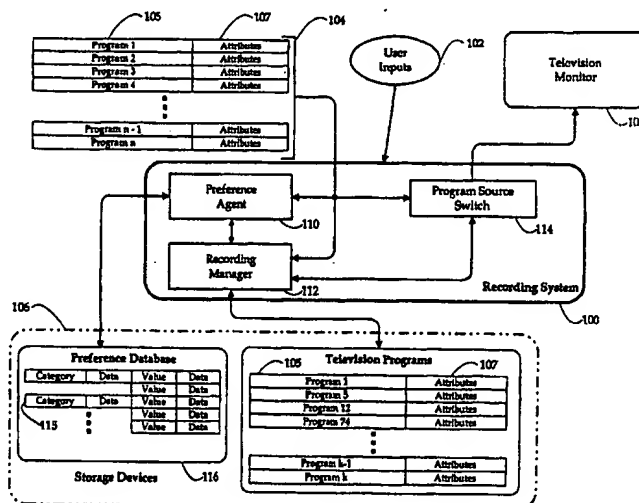 105
107
104
Program 1 Attributes
Program 2 Attributes
Program 3 Attributes
Program 4 Attributes
Program n - 1 Attributes
Program n Attributes
User Inputs
102
Television Monitor
10
Preference Agent
110
Program Source Switch
114
Recording Manager
112
Recording System
100
106
Preference Database
Category Data Value Data
Value Data
Category Data Value Data
Value Data
Value Data
115
Storage Devices
116
Television Programs
105
107
Program 1 Attributes
Program 5 Attributes
Program 12 Attributes
Program 74 Attributes
Program k-1 Attributes
Program k Attributes